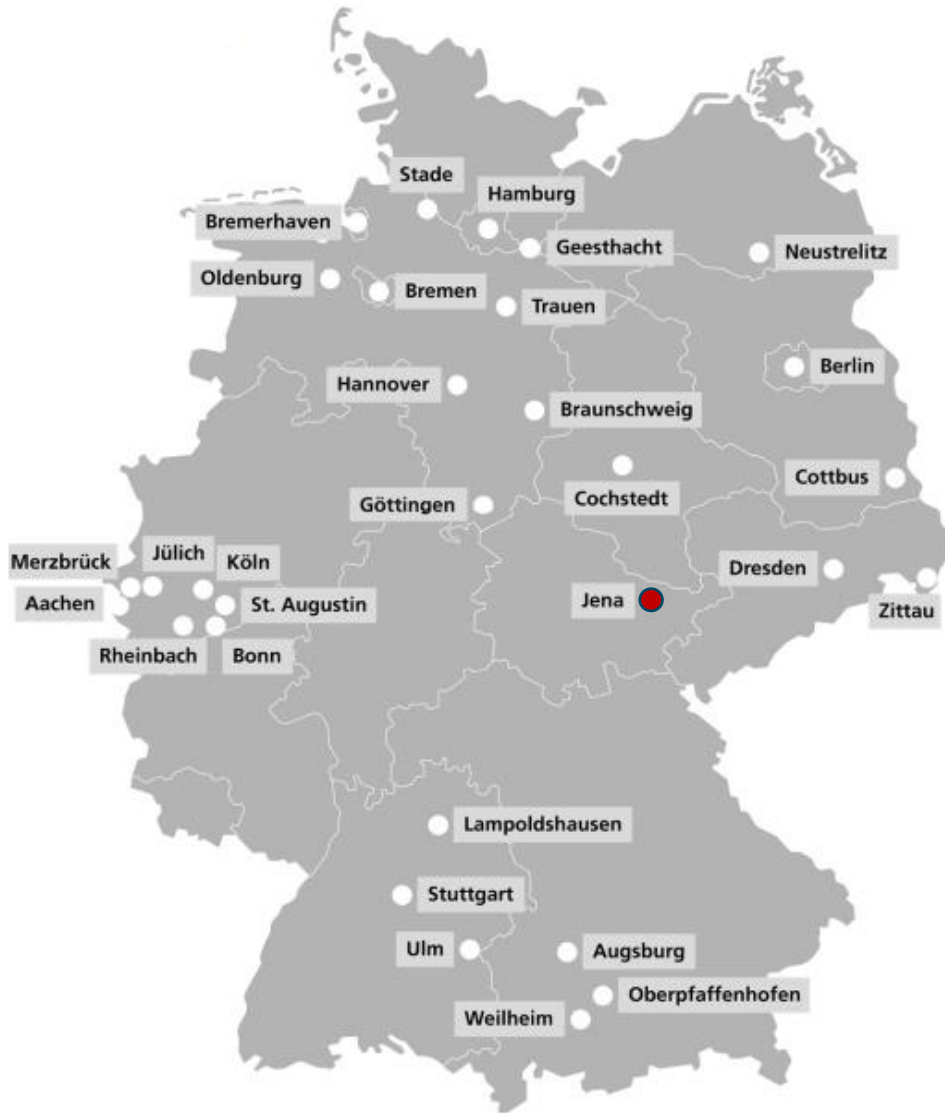 Stade
Hamburg
Bremerhaven
Geesthacht
Neustrelitz
Oldenburg
Bremen
Trauen
Berlin
Hannover
Braunschweig
Cottbus
Göttingen
Cochstedt
Merzbrück
Jülich
Köln
Dresden
Aachen
St. Augustin
Jena
Zittau
Rheinbach
Bonn
Lampoldshausen
Stuttgart
Ulm
Augsburg
Oberpfaffenhofen
Weilheim